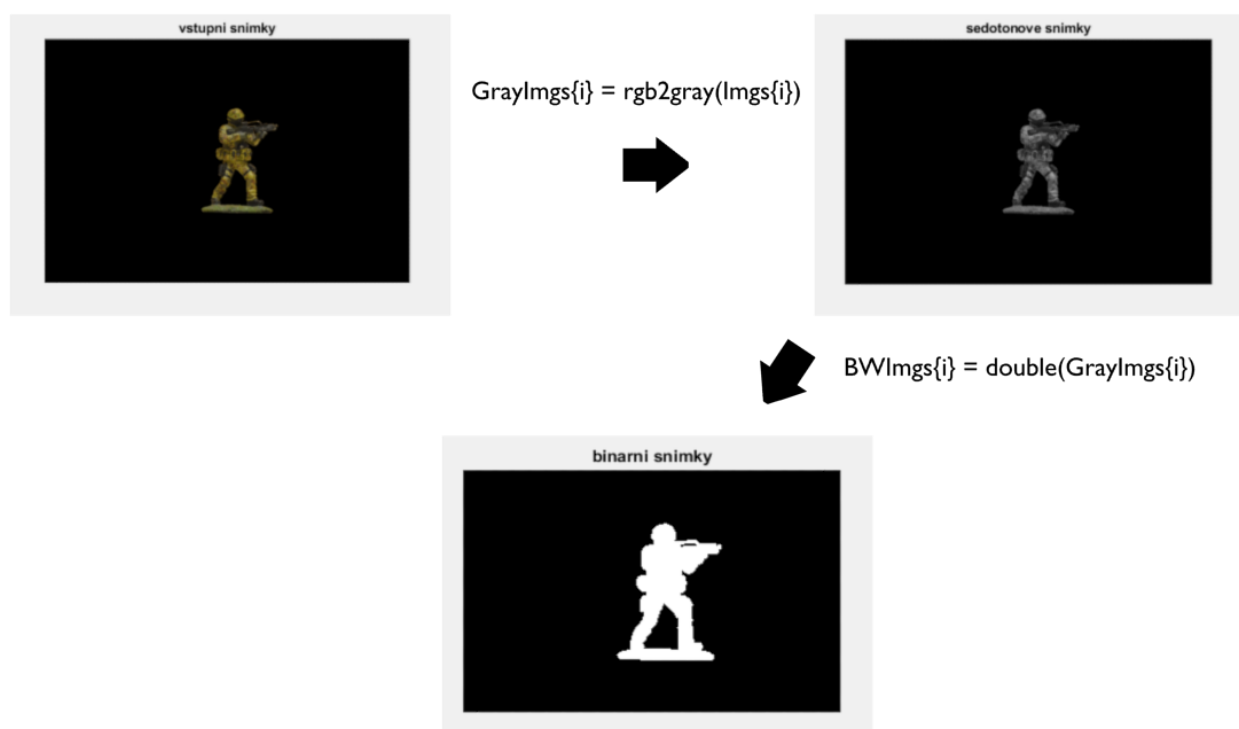 vstupni snimky
GrayImgs{i} = rgb2gray(Imgs{i})
sedotonove snimky
BWImgs{i} = double(GrayImgs{i})
binarni snimky